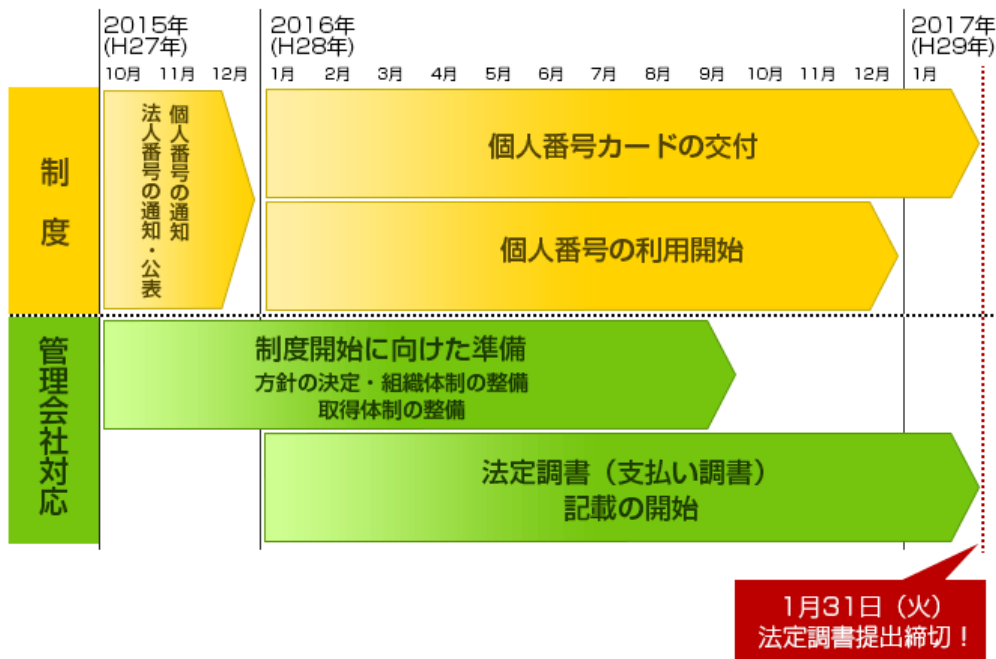 2015年
(H27年)
2016年
(H28年)
2017年
(H29年)
10月 11月 12月 1月 2月 3月 4月 5月 6月 7月 8月 9月 10月 11月 12月 1月
制度
個人番号の通知
法人番号の通知・公表
個人番号カードの交付
個人番号の利用開始
管理会社対応
制度開始に向けた準備
方針の決定・組織体制の整備
取得体制の整備
法定調書（支払い調書）
記載の開始
1月31日（火）
法定調書提出締切！